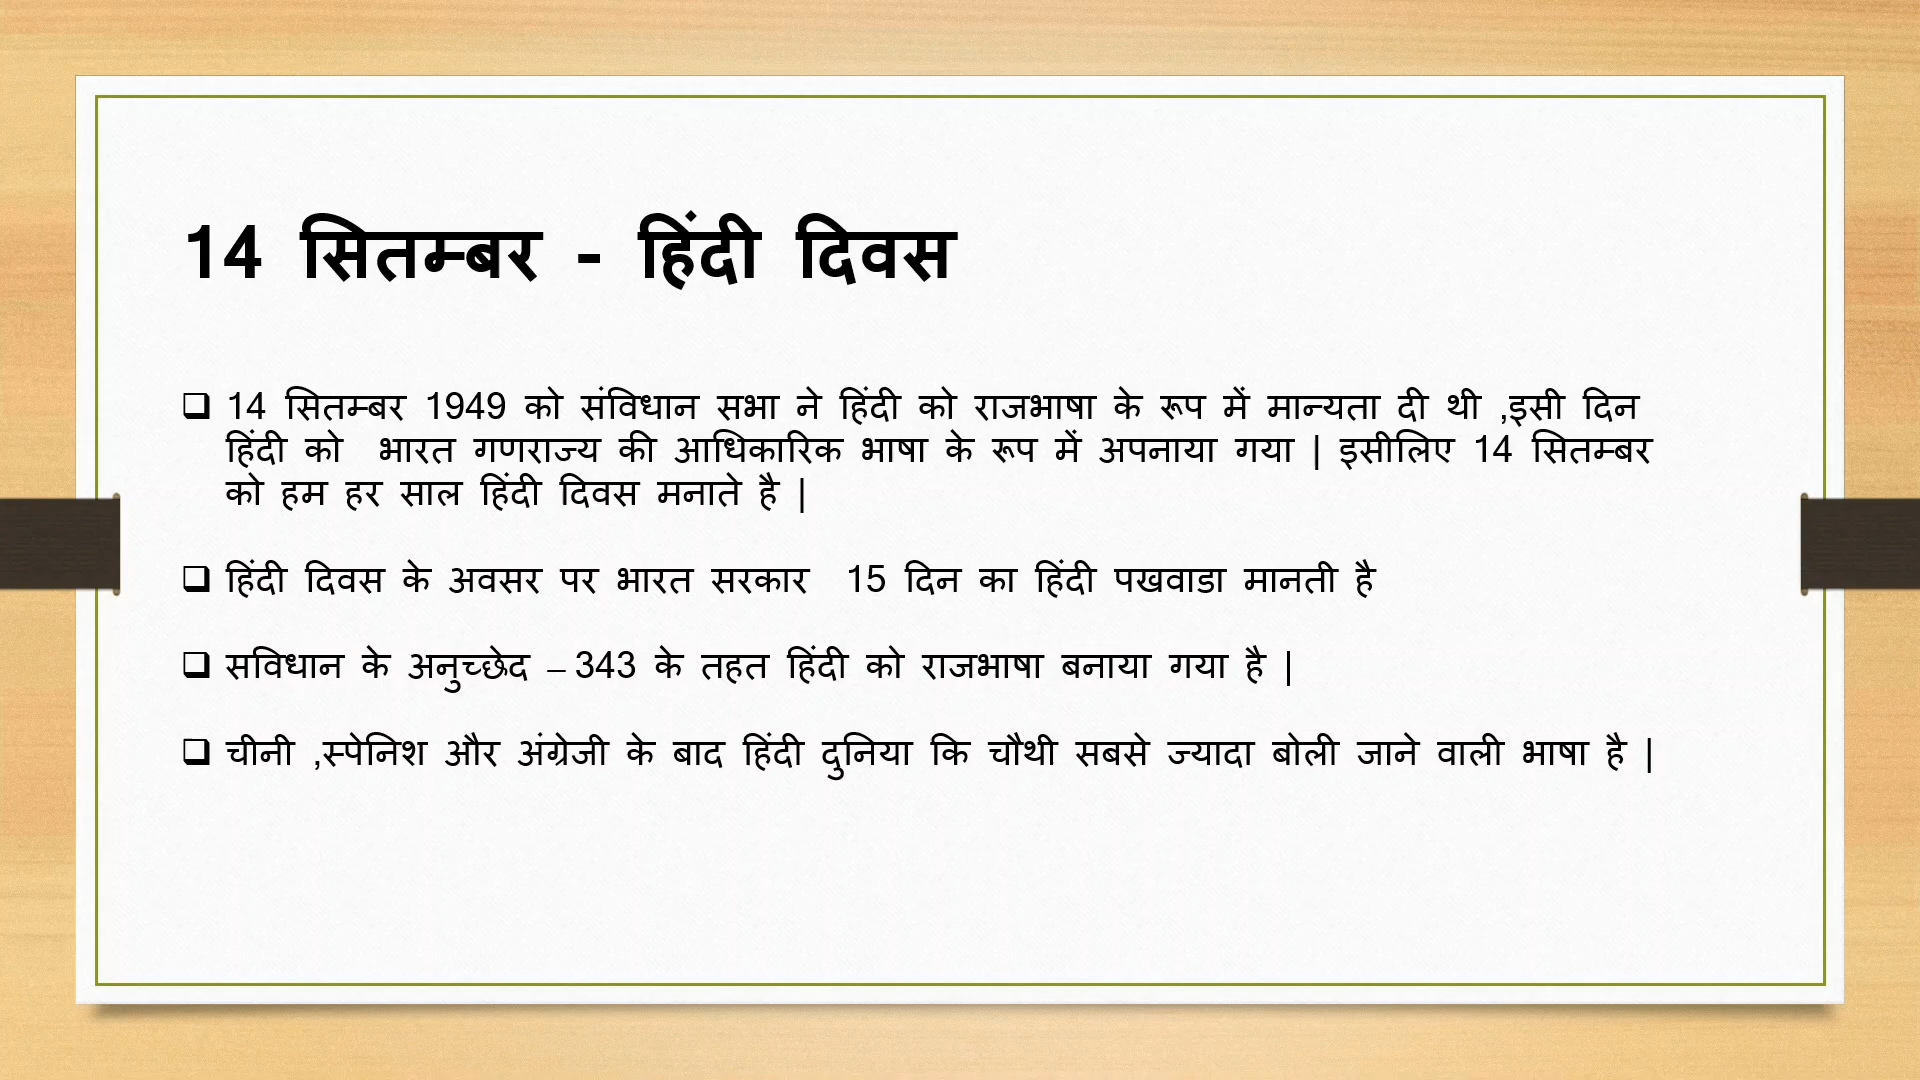 14 सितम्बर - हिंदी दिवस
❑ 14 सितम्बर 1949 को संविधान सभा ने हिंदी को राजभाषा के रूप में मान्यता दी थी ,इसी दिन
हिंदी को भारत गणराज्य की आधिकारिक भाषा के रूप में अपनाया गया | इसीलिए 14 सितम्बर
को हम हर साल हिंदी दिवस मनाते है |
❑ हिंदी दिवस के अवसर पर भारत सरकार 15 दिन का हिंदी पखवाडा मानती है
❑ सविधान के अनुच्छेद – 343 के तहत हिंदी को राजभाषा बनाया गया है |
❑ चीनी ,स्पेनिश और अंग्रेजी के बाद हिंदी दुनिया कि चौथी सबसे ज्यादा बोली जाने वाली भाषा है |